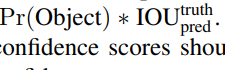 Pr(Object) ∗ IOU^truth_pred.
confidence scores shou